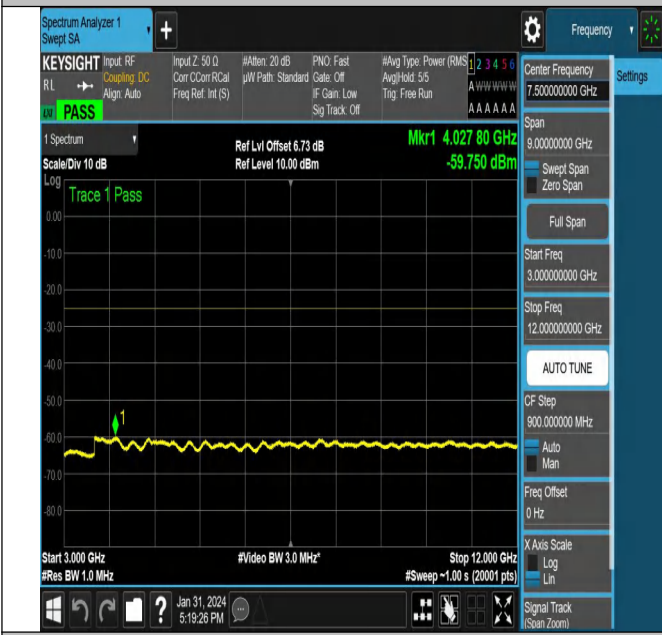 Spectrum Analyzer 1
Swept SA
Frequency
KEYSIGHT
RL
PASS
Input: RF
Coupling: DC
Align: Auto
Input Z: 50 Ω
Corr CCorr RCal
Freq Ref: Int (S)
#Atten: 20 dB
µW Path: Standard
PNO: Fast
Gate: Off
IF Gain: Low
Sig Track: Off
#Avg Type: Power (RMS
Avg|Hold: 5/5
Trig: Free Run
1 2 3 4 5 6
A W W W W W
A A A A A A
1 Spectrum
Scale/Div 10 dB
Ref Lvl Offset 6.73 dB
Ref Level 10.00 dBm
Mkr1 4.027 80 GHz
-59.750 dBm
Log
Trace 1 Pass
0.00
-10.0
-20.0
-30.0
-40.0
-50.0
1
-60.0
-70.0
-80.0
Start 3.000 GHz
#Res BW 1.0 MHz
#Video BW 3.0 MHz*
Stop 12.000 GHz
#Sweep ~1.00 s (20001 pts)
Jan 31, 2024
5:19:26 PM
Center Frequency
7.500000000 GHz
Settings
Span
9.00000000 GHz
Swept Span
Zero Span
Full Span
Start Freq
3.000000000 GHz
Stop Freq
12.000000000 GHz
AUTO TUNE
CF Step
900.000000 MHz
Auto
Man
Freq Offset
0 Hz
X Axis Scale
Log
Lin
Signal Track
(Span Zoom)